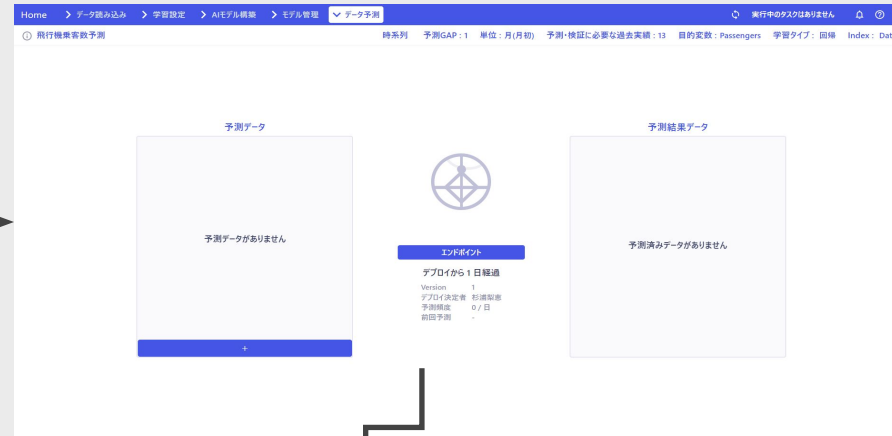 Home > データ読み込み > 学習設定 > AIモデル構築 > モデル管理 データ予測 実行中のタスクはありません
飛行機乗客数予測 時系列 予測GAP : 1 単位 : 月(月初) 予測・検証に必要な過去実績 : 13 目的変数 : Passengers 学習タイプ : 回帰 Index : Dat
予測データ 予測結果データ
予測データがありません 予測済みデータがありません
エンドポイント
デプロイから 1 日経過
Version 1
デプロイ決定者 杉浦梨恵
予測頻度 0 / 日
前回予測 -
+